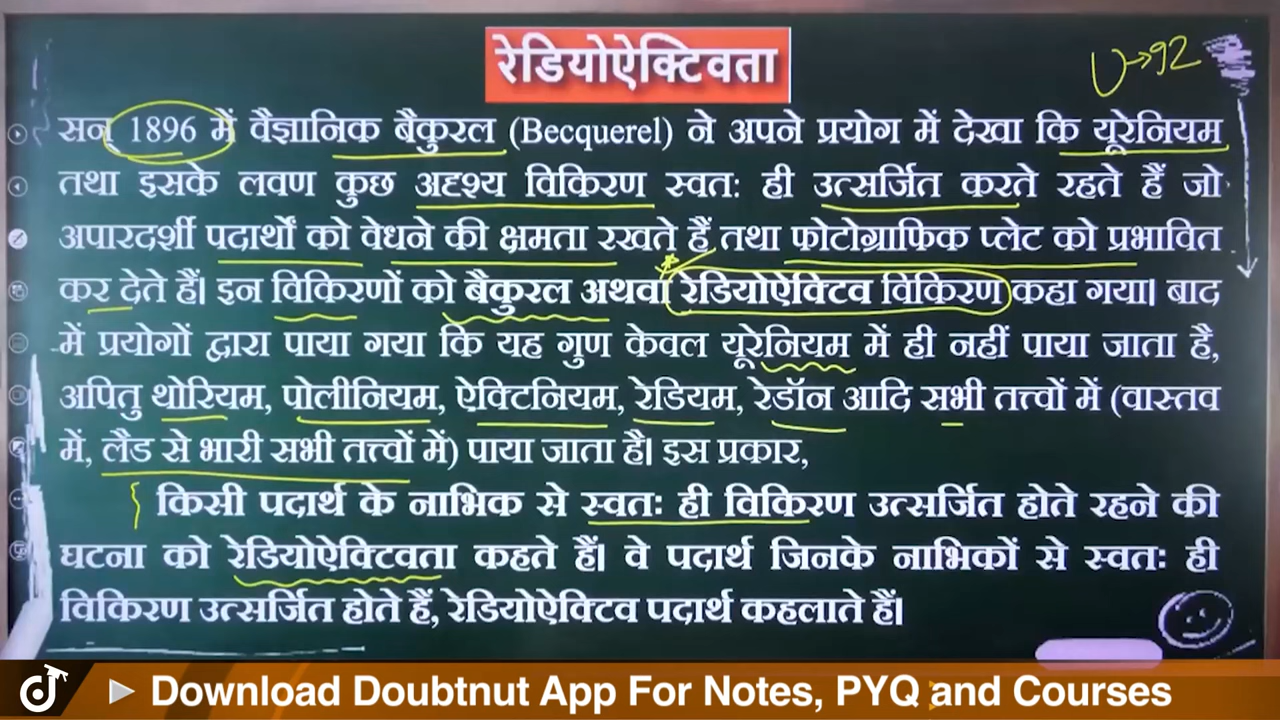 रेडियोऐक्टिवता
U→92
सन् 1896 में वैज्ञानिक बैकुरल (Becquerel) ने अपने प्रयोग में देखा कि यूरेनियम
तथा इसके लवण कुछ अदृश्य विकिरण स्वत: ही उत्सर्जित करते रहते हैं जो
अपारदर्शी पदार्थों को वेधने की क्षमता रखते हैं तथा फोटोग्राफिक प्लेट को प्रभावित
कर देते हैं। इन विकिरणों को बैकुरल अथवा रेडियोऐक्टिव विकिरण कहा गया। बाद
में प्रयोगों द्वारा पाया गया कि यह गुण केवल यूरेनियम में ही नहीं पाया जाता है,
अपितु थोरियम, पोलीनियम, ऐक्टिनियम, रेडियम, रेडॉन आदि सभी तत्त्वों में (वास्तव
में, लैड से भारी सभी तत्त्वों में) पाया जाता है। इस प्रकार,
किसी पदार्थ के नाभिक से स्वतः ही विकिरण उत्सर्जित होते रहने की
घटना को रेडियोऐक्टिवता कहते हैं। वे पदार्थ जिनके नाभिकों से स्वतः ही
विकिरण उत्सर्जित होते हैं, रेडियोऐक्टिव पदार्थ कहलाते हैं।
Download Doubtnut App For Notes, PYQ and Courses